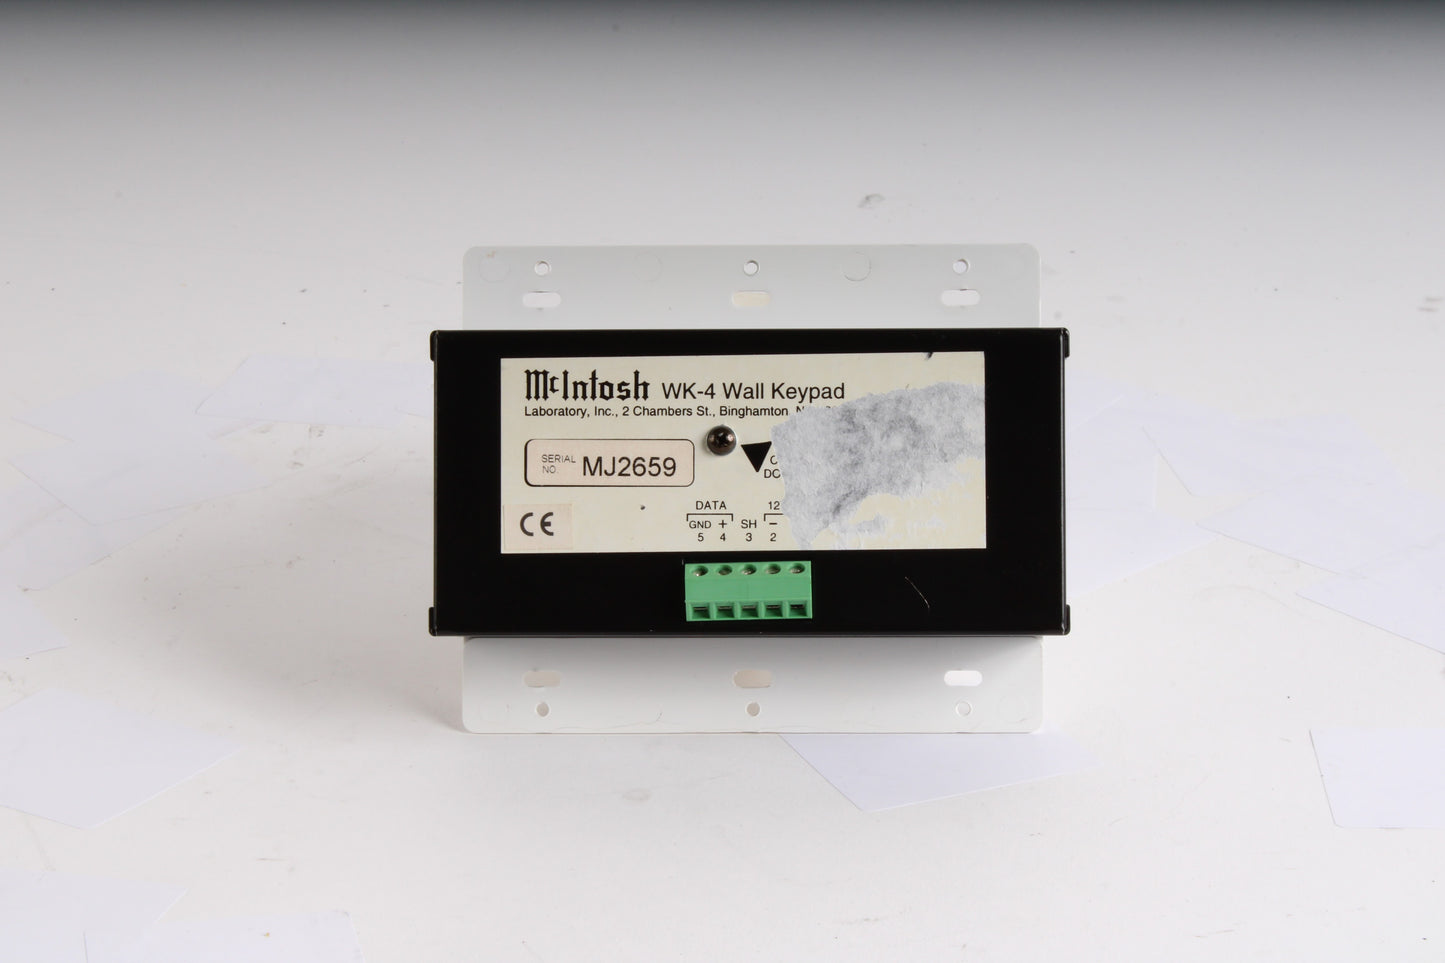 McIntosh WK-4 Wall Keypad
Laboratory, Inc., 2 Chambers St., Binghamton
SERIAL NO. MJ2659
DATA 12
GND + SH −
5 4 3 2
CE